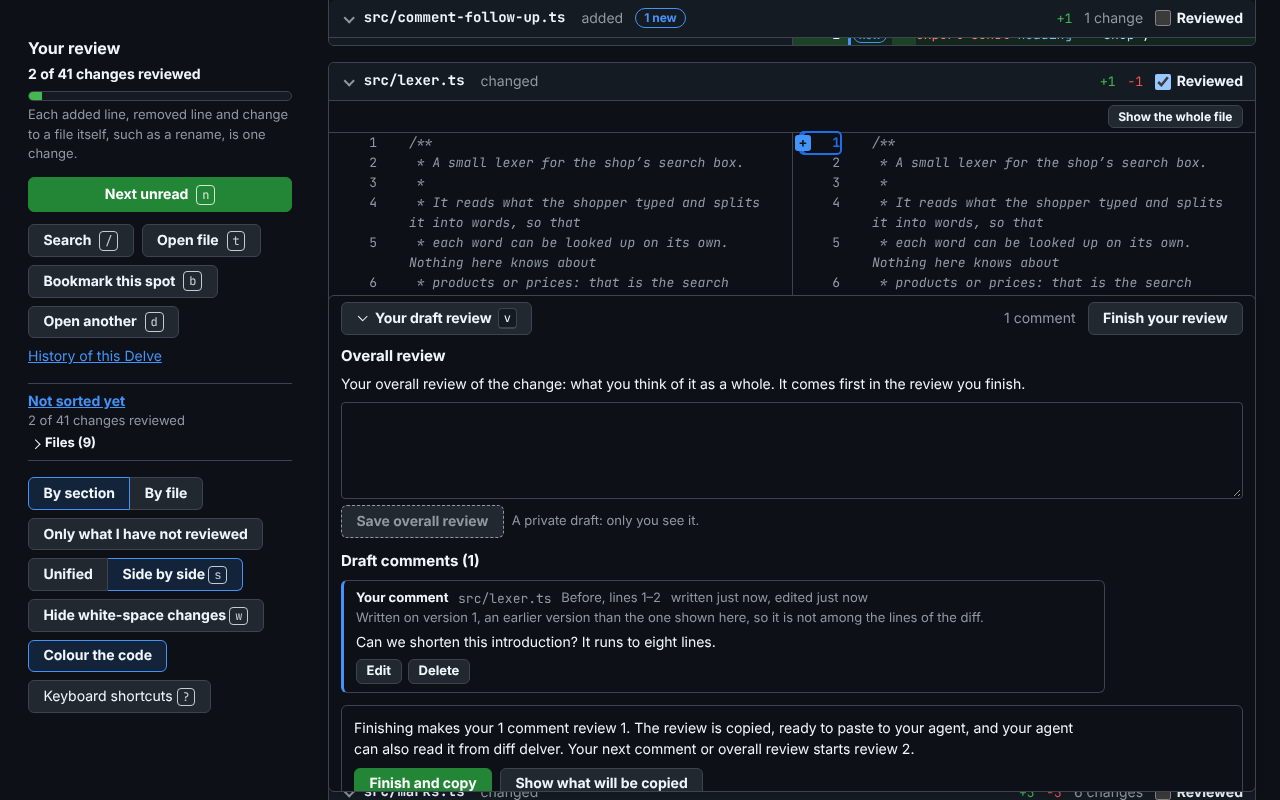 Your review
2 of 41 changes reviewed
Each added line, removed line and change
to a file itself, such as a rename, is one
change.
Next unread n
Search /
Open file t
Bookmark this spot b
Open another d
History of this Delve
Not sorted yet
2 of 41 changes reviewed
Files (9)
By section
By file
Only what I have not reviewed
Unified
Side by side s
Hide white-space changes w
Colour the code
Keyboard shortcuts ?
src/comment-follow-up.ts added 1 new +1 1 change Reviewed
src/lexer.ts changed +1 -1 Reviewed
Show the whole file
1 /**
2 * A small lexer for the shop’s search box.
3 *
4 * It reads what the shopper typed and splits
it into words, so that
5 * each word can be looked up on its own.
Nothing here knows about
6 * products or prices: that is the search
+ 1 /**
2 * A small lexer for the shop’s search box.
3 *
4 * It reads what the shopper typed and splits
it into words, so that
5 * each word can be looked up on its own.
Nothing here knows about
6 * products or prices: that is the search
Your draft review v
1 comment
Finish your review
Overall review
Your overall review of the change: what you think of it as a whole. It comes first in the review you finish.
Save overall review
A private draft: only you see it.
Draft comments (1)
Your comment src/lexer.ts Before, lines 1–2 written just now, edited just now
Written on version 1, an earlier version than the one shown here, so it is not among the lines of the diff.
Can we shorten this introduction? It runs to eight lines.
Edit
Delete
Finishing makes your 1 comment review 1. The review is copied, ready to paste to your agent, and your agent
can also read it from diff delver. Your next comment or overall review starts review 2.
Finish and copy
Show what will be copied
src/marks.ts changed +3 -3 6 changes Reviewed